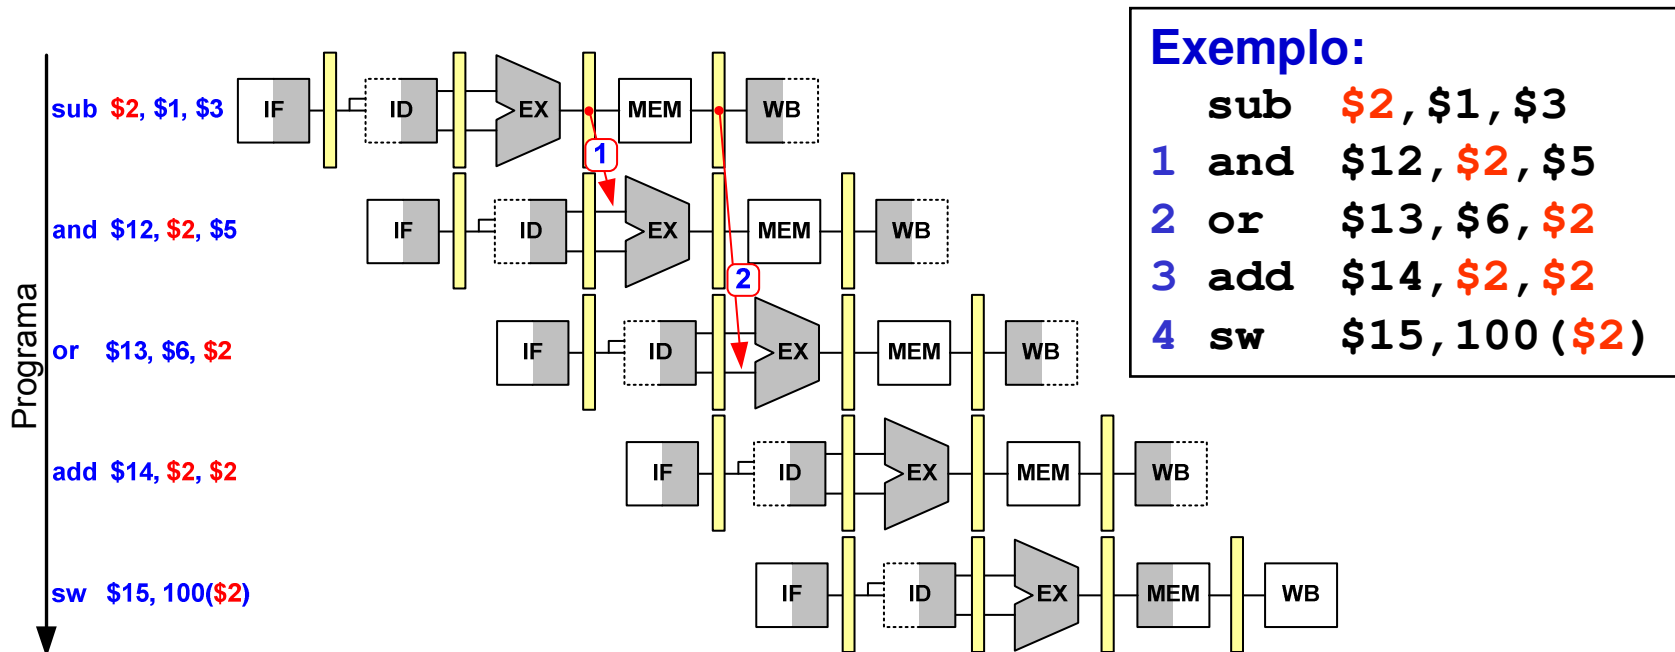 Exemplo:
sub $2,$1,$3
1 and $12,$2,$5
2 or $13,$6,$2
3 add $14,$2,$2
4 sw $15,100($2)
Programa
sub $2, $1, $3 IF ID EX MEM WB
1
and $12, $2, $5 IF ID EX MEM WB
2
or $13, $6, $2 IF ID EX MEM WB
add $14, $2, $2 IF ID EX MEM WB
sw $15, 100($2) IF ID EX MEM WB